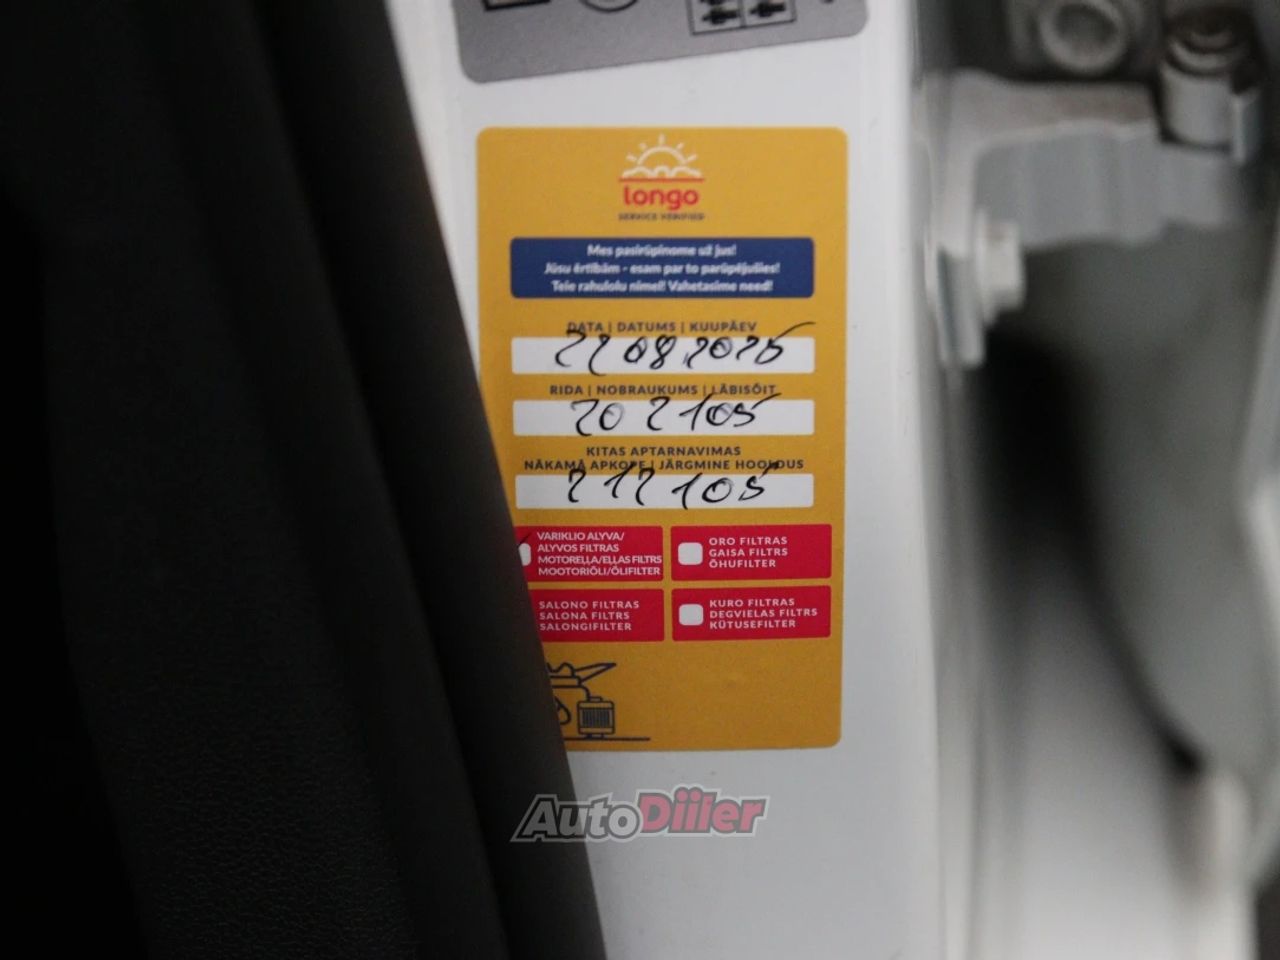 longo
SERVICE VERIFIED
Mes pasirūpinome už jus!
Jūsu ērtībām - esam par to parūpējušies!
Teie rahulolu nimel! Vahetasime need!
DATA | DATUMS | KUUPÄEV
22 08 2025
RIDA | NOBRAUKUMS | LÄBISÕIT
202105
KITAS APTARNAVIMAS
NĀKAMĀ APKOPE | JÄRGMINE HOOLDUS
212105
VARIKLIO ALYVA/
ALYVOS FILTRAS
MOTOREĻĻA/EĻĻAS FILTRS
MOOTORIÕLI/ÕLIFILTER
ORO FILTRAS
GAISA FILTRS
ÕHUFILTER
SALONO FILTRAS
SALONA FILTRS
SALONGIFILTER
KURO FILTRAS
DEGVIELAS FILTRS
KÜTUSEFILTER
AutoDiiler